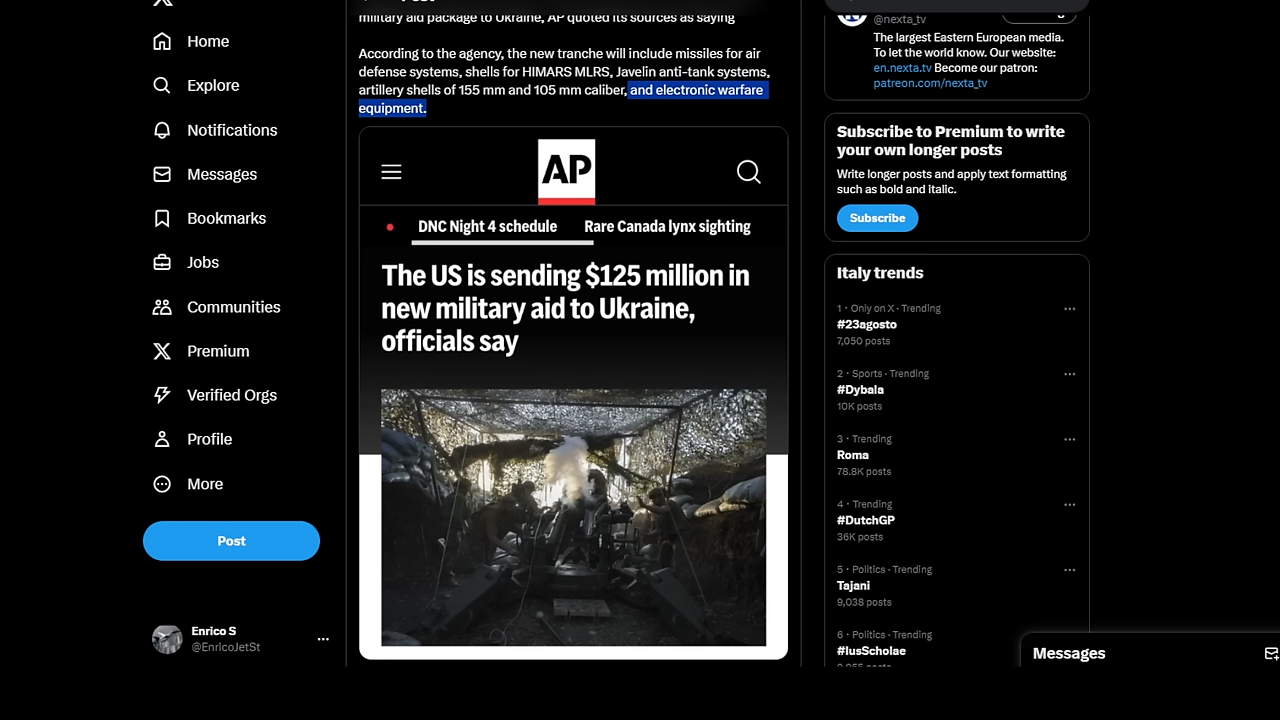 Home
Explore
Notifications
Messages
Bookmarks
Jobs
Communities
Premium
Verified Orgs
Profile
More
Post
Enrico S
@EnricoJetSt
military aid package to Ukraine, AP quoted its sources as saying
According to the agency, the new tranche will include missiles for air
defense systems, shells for HIMARS MLRS, Javelin anti-tank systems,
artillery shells of 155 mm and 105 mm caliber, and electronic warfare
equipment.
AP
DNC Night 4 schedule Rare Canada lynx sighting
The US is sending $125 million in
new military aid to Ukraine,
officials say
@nexta_tv
The largest Eastern European media.
To let the world know. Our website:
en.nexta.tv Become our patron:
patreon.com/nexta_tv
Subscribe to Premium to write
your own longer posts
Write longer posts and apply text formatting
such as bold and italic.
Subscribe
Italy trends
1 · Only on X · Trending
#23agosto
7,050 posts
2 · Sports · Trending
#Dybala
10K posts
3 · Trending
Roma
78.8K posts
4 · Trending
#DutchGP
36K posts
5 · Politics · Trending
Tajani
9,038 posts
6 · Politics · Trending
#IusScholae
Messages